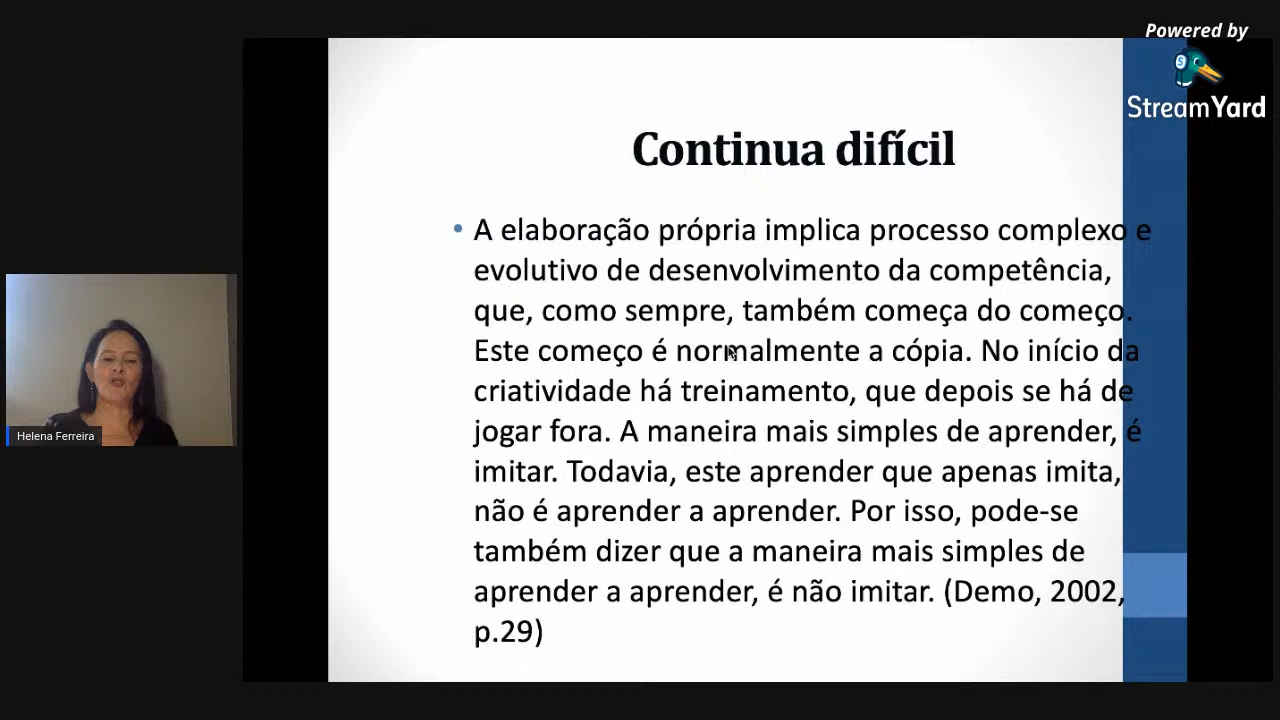 Powered by
StreamYard
Continua difícil
• A elaboração própria implica processo complexo e
evolutivo de desenvolvimento da competência,
que, como sempre, também começa do começo.
Este começo é normalmente a cópia. No início da
criatividade há treinamento, que depois se há de
jogar fora. A maneira mais simples de aprender, é
imitar. Todavia, este aprender que apenas imita,
não é aprender a aprender. Por isso, pode-se
também dizer que a maneira mais simples de
aprender a aprender, é não imitar. (Demo, 2002,
p.29)
Helena Ferreira